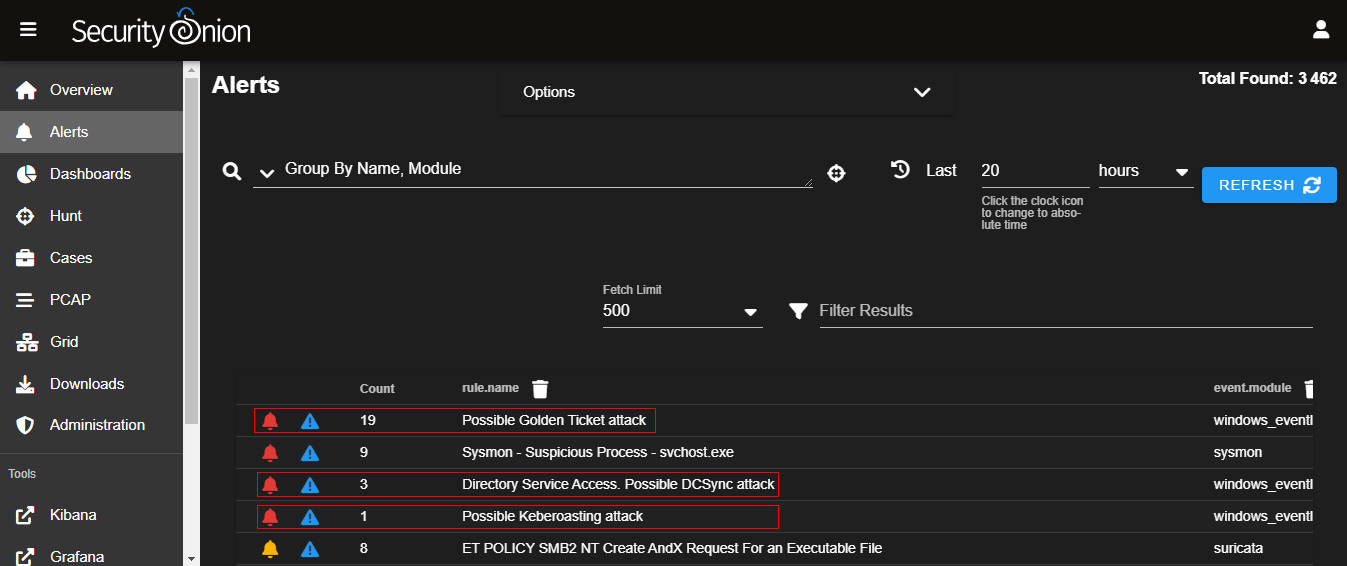 Security Onion
Overview
Alerts
Dashboards
Hunt
Cases
PCAP
Grid
Downloads
Administration
Tools
Kibana
Grafana
Alerts
Options
Total Found: 3 462
Group By Name, Module
Last 20 hours
REFRESH
Click the clock icon
to change to abso-
lute time
Fetch Limit
500
Filter Results
Count rule.name event.module
19 Possible Golden Ticket attack windows_eventl
9 Sysmon - Suspicious Process - svchost.exe sysmon
3 Directory Service Access. Possible DCSync attack windows_eventl
1 Possible Keberoasting attack windows_eventl
8 ET POLICY SMB2 NT Create AndX Request For an Executable File suricata